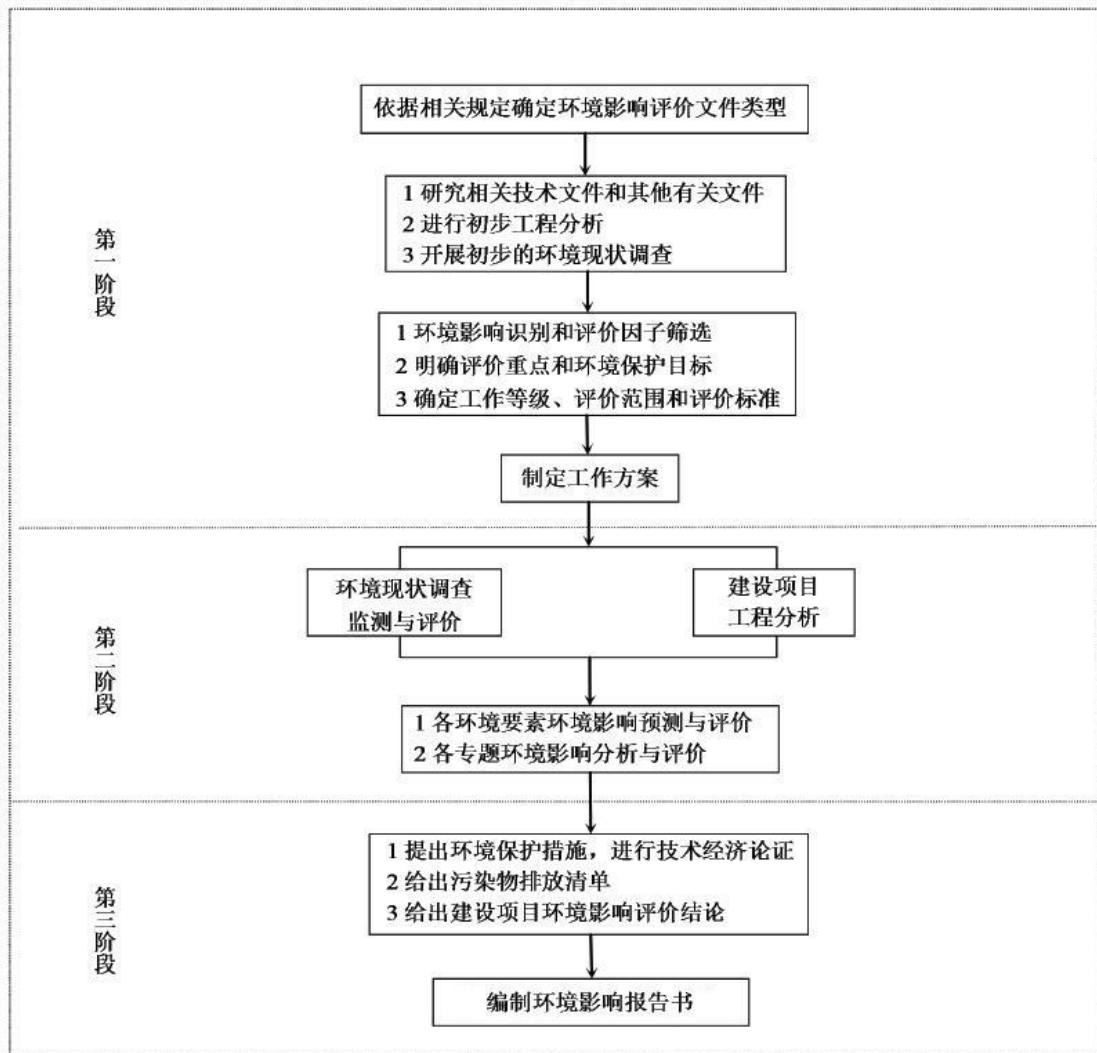 依据相关规定确定环境影响评价文件类型
1 研究相关技术文件和其他有关文件
2 进行初步工程分析
3 开展初步的环境现状调查
第一阶段
1 环境影响识别和评价因子筛选
2 明确评价重点和环境保护目标
3 确定工作等级、评价范围和评价标准
制定工作方案
环境现状调查
监测与评价
建设项目
工程分析
第二阶段
1 各环境要素环境影响预测与评价
2 各专题环境影响分析与评价
1 提出环境保护措施，进行技术经济论证
2 给出污染物排放清单
3 给出建设项目环境影响评价结论
第三阶段
编制环境影响报告书